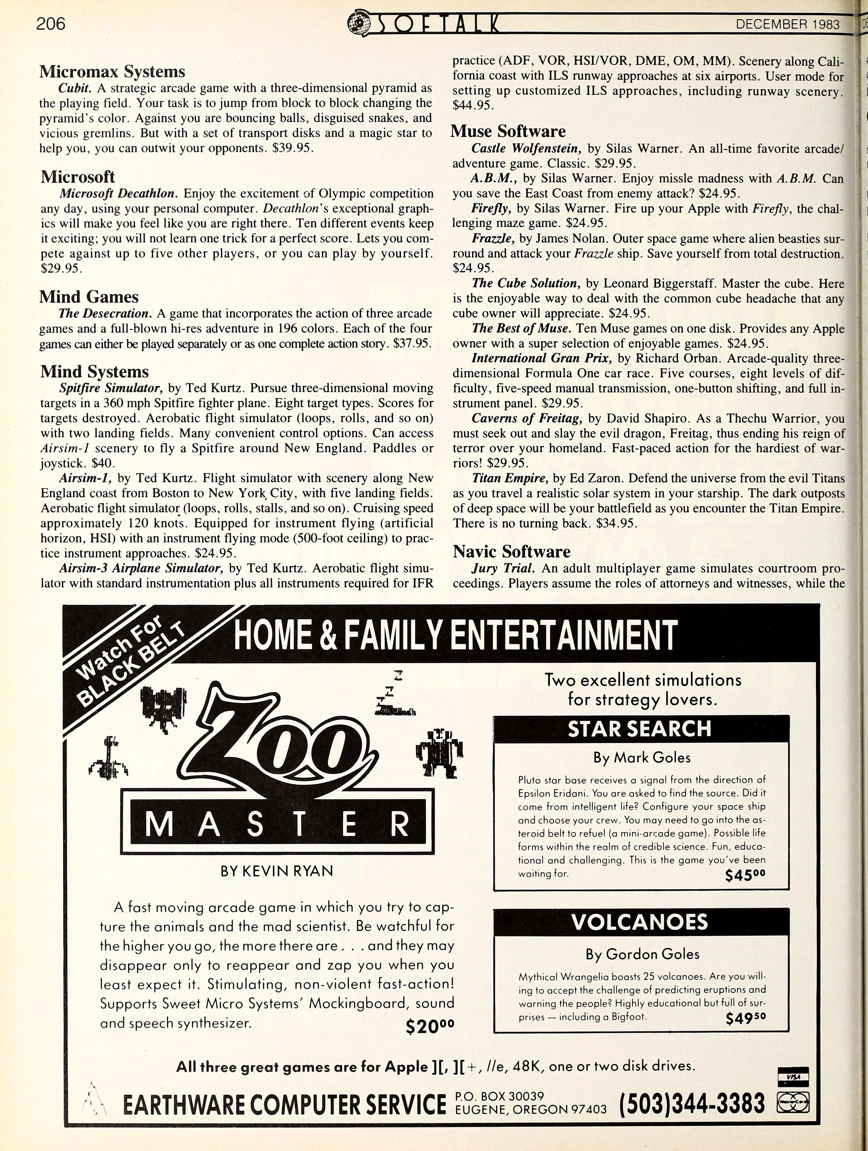 206
SOFTALK
DECEMBER 1983
Micromax Systems
Cubit. A strategic arcade game with a three-dimensional pyramid as
the playing field. Your task is to jump from block to block changing the
pyramid's color. Against you are bouncing balls, disguised snakes, and
vicious gremlins. But with a set of transport disks and a magic star to
help you, you can outwit your opponents. $39.95.
Microsoft
Microsoft Decathlon. Enjoy the excitement of Olympic competition
any day, using your personal computer. Decathlon's exceptional graph-
ics will make you feel like you are right there. Ten different events keep
it exciting; you will not learn one trick for a perfect score. Lets you com-
pete against up to five other players, or you can play by yourself.
$29.95.
Mind Games
The Desecration. A game that incorporates the action of three arcade
games and a full-blown hi-res adventure in 196 colors. Each of the four
games can either be played separately or as one complete action story. $37.95.
Mind Systems
Spitfire Simulator, by Ted Kurtz. Pursue three-dimensional moving
targets in a 360 mph Spitfire fighter plane. Eight target types. Scores for
targets destroyed. Aerobatic flight simulator (loops, rolls, and so on)
with two landing fields. Many convenient control options. Can access
Airsim-1 scenery to fly a Spitfire around New England. Paddles or
joystick. $40.
Airsim-1, by Ted Kurtz. Flight simulator with scenery along New
England coast from Boston to New York City, with five landing fields.
Aerobatic flight simulator (loops, rolls, stalls, and so on). Cruising speed
approximately 120 knots. Equipped for instrument flying (artificial
horizon, HSI) with an instrument flying mode (500-foot ceiling) to prac-
tice instrument approaches. $24.95.
Airsim-3 Airplane Simulator, by Ted Kurtz. Aerobatic flight simu-
lator with standard instrumentation plus all instruments required for IFR
practice (ADF, VOR, HSI/VOR, DME, OM, MM). Scenery along Cali-
fornia coast with ILS runway approaches at six airports. User mode for
setting up customized ILS approaches, including runway scenery.
$44.95.
Muse Software
Castle Wolfenstein, by Silas Warner. An all-time favorite arcade/
adventure game. Classic. $29.95.
A.B.M., by Silas Warner. Enjoy missle madness with A.B.M. Can
you save the East Coast from enemy attack? $24.95.
Firefly, by Silas Warner. Fire up your Apple with Firefly, the chal-
lenging maze game. $24.95.
Frazzle, by James Nolan. Outer space game where alien beasties sur-
round and attack your Frazzle ship. Save yourself from total destruction.
$24.95.
The Cube Solution, by Leonard Biggerstaff. Master the cube. Here
is the enjoyable way to deal with the common cube headache that any
cube owner will appreciate. $24.95.
The Best of Muse. Ten Muse games on one disk. Provides any Apple
owner with a super selection of enjoyable games. $24.95.
International Gran Prix, by Richard Orban. Arcade-quality three-
dimensional Formula One car race. Five courses, eight levels of dif-
ficulty, five-speed manual transmission, one-button shifting, and full in-
strument panel. $29.95.
Caverns of Freitag, by David Shapiro. As a Thechu Warrior, you
must seek out and slay the evil dragon, Freitag, thus ending his reign of
terror over your homeland. Fast-paced action for the hardiest of war-
riors! $29.95.
Titan Empire, by Ed Zaron. Defend the universe from the evil Titans
as you travel a realistic solar system in your starship. The dark outposts
of deep space will be your battlefield as you encounter the Titan Empire.
There is no turning back. $34.95.
Navic Software
Jury Trial. An adult multiplayer game simulates courtroom pro-
ceedings. Players assume the roles of attorneys and witnesses, while the
Watch For
BLACK BELT
HOME & FAMILY ENTERTAINMENT
Z
Z
Z
ZOO
MASTER
BY KEVIN RYAN
A fast moving arcade game in which you try to cap-
ture the animals and the mad scientist. Be watchful for
the higher you go, the more there are . . . and they may
disappear only to reappear and zap you when you
least expect it. Stimulating, non-violent fast-action!
Supports Sweet Micro Systems' Mockingboard, sound
and speech synthesizer. $20⁰⁰
Two excellent simulations
for strategy lovers.
STAR SEARCH
By Mark Goles
Pluto star base receives a signal from the direction of
Epsilon Eridani. You are asked to find the source. Did it
come from intelligent life? Configure your space ship
and choose your crew. You may need to go into the as-
teroid belt to refuel (a mini-arcade game). Possible life
forms within the realm of credible science. Fun, educa-
tional and challenging. This is the game you've been
waiting for. $45⁰⁰
VOLCANOES
By Gordon Goles
Mythical Wrangelia boasts 25 volcanoes. Are you will-
ing to accept the challenge of predicting eruptions and
warning the people? Highly educational but full of sur-
prises — including a Bigfoot. $49⁵⁰
All three great games are for Apple ][, ][+, //e, 48K, one or two disk drives.
EARTHWARE COMPUTER SERVICE
P.O. BOX 30039
EUGENE, OREGON 97403
(503)344-3383
VISA
MasterCard